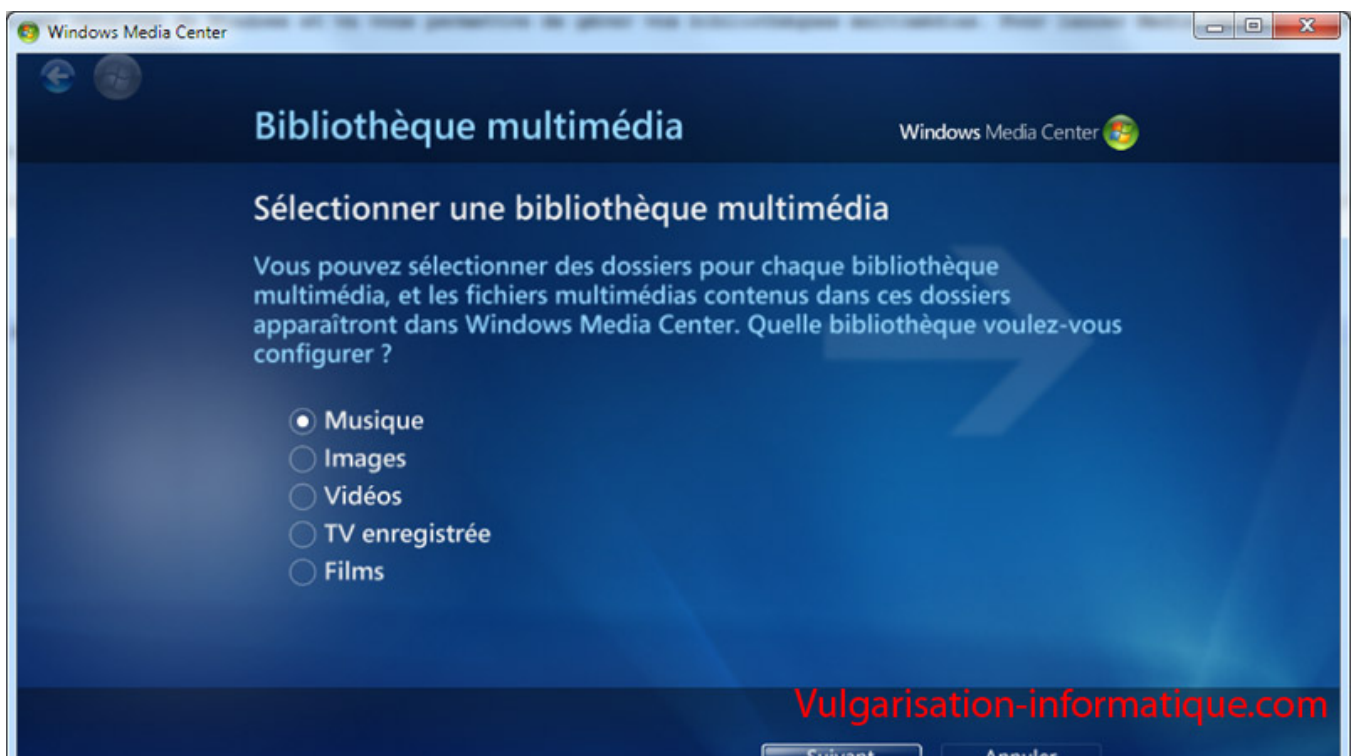 Windows Media Center
Bibliothèque multimédia
Windows Media Center
Sélectionner une bibliothèque multimédia
Vous pouvez sélectionner des dossiers pour chaque bibliothèque
multimédia, et les fichiers multimédias contenus dans ces dossiers
apparaîtront dans Windows Media Center. Quelle bibliothèque voulez-vous
configurer ?
Musique
Images
Vidéos
TV enregistrée
Films
Vulgarisation-informatique.com
Suivant
Annuler